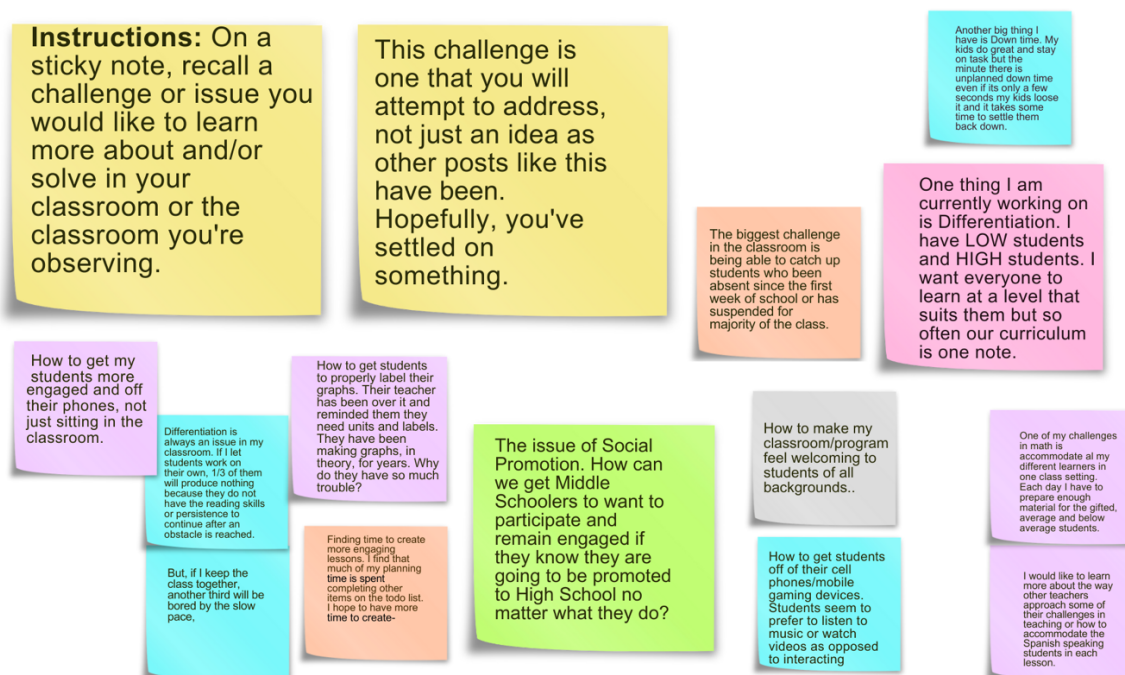 Instructions: On a
sticky note, recall a
challenge or issue you
would like to learn
more about and/or
solve in your
classroom or the
classroom you're
observing.
This challenge is
one that you will
attempt to address,
not just an idea as
other posts like this
have been.
Hopefully, you've
settled on
something.
Another big thing I
have is Down time. My
kids do great and stay
on task but the
minute there is
unplanned down time
even if its only a few
seconds my kids loose
it and it takes some
time to settle them
back down.
The biggest challenge
in the classroom is
being able to catch up
students who been
absent since the first
week of school or has
suspended for
majority of the class.
One thing I am
currently working on
is Differentiation. I
have LOW students
and HIGH students. I
want everyone to
learn at a level that
suits them but so
often our curriculum
is one note.
How to get my
students more
engaged and off
their phones, not
just sitting in the
classroom.
Differentiation is
always an issue in my
classroom. If I let
students work on
their own, 1/3 of them
will produce nothing
because they do not
have the reading skills
or persistence to
continue after an
obstacle is reached.
But, if I keep the
class together,
another third will be
bored by the slow
pace,
How to get students
to properly label their
graphs. Their teacher
has been over it and
reminded them they
need units and labels.
They have been
making graphs, in
theory, for years. Why
do they have so much
trouble?
Finding time to create
more engaging
lessons. I find that
much of my planning
time is spent
completing other
items on the todo list.
I hope to have more
time to create-
The issue of Social
Promotion. How can
we get Middle
Schoolers to want to
participate and
remain engaged if
they know they are
going to be promoted
to High School no
matter what they do?
How to make my
classroom/program
feel welcoming to
students of all
backgrounds..
How to get students
off of their cell
phones/mobile
gaming devices.
Students seem to
prefer to listen to
music or watch
videos as opposed
to interacting
One of my challenges
in math is
accommodate al my
different learners in
one class setting.
Each day I have to
prepare enough
material for the gifted,
average and below
average students.
I would like to learn
more about the way
other teachers
approach some of
their challenges in
teaching or how to
accommodate the
Spanish speaking
students in each
lesson.